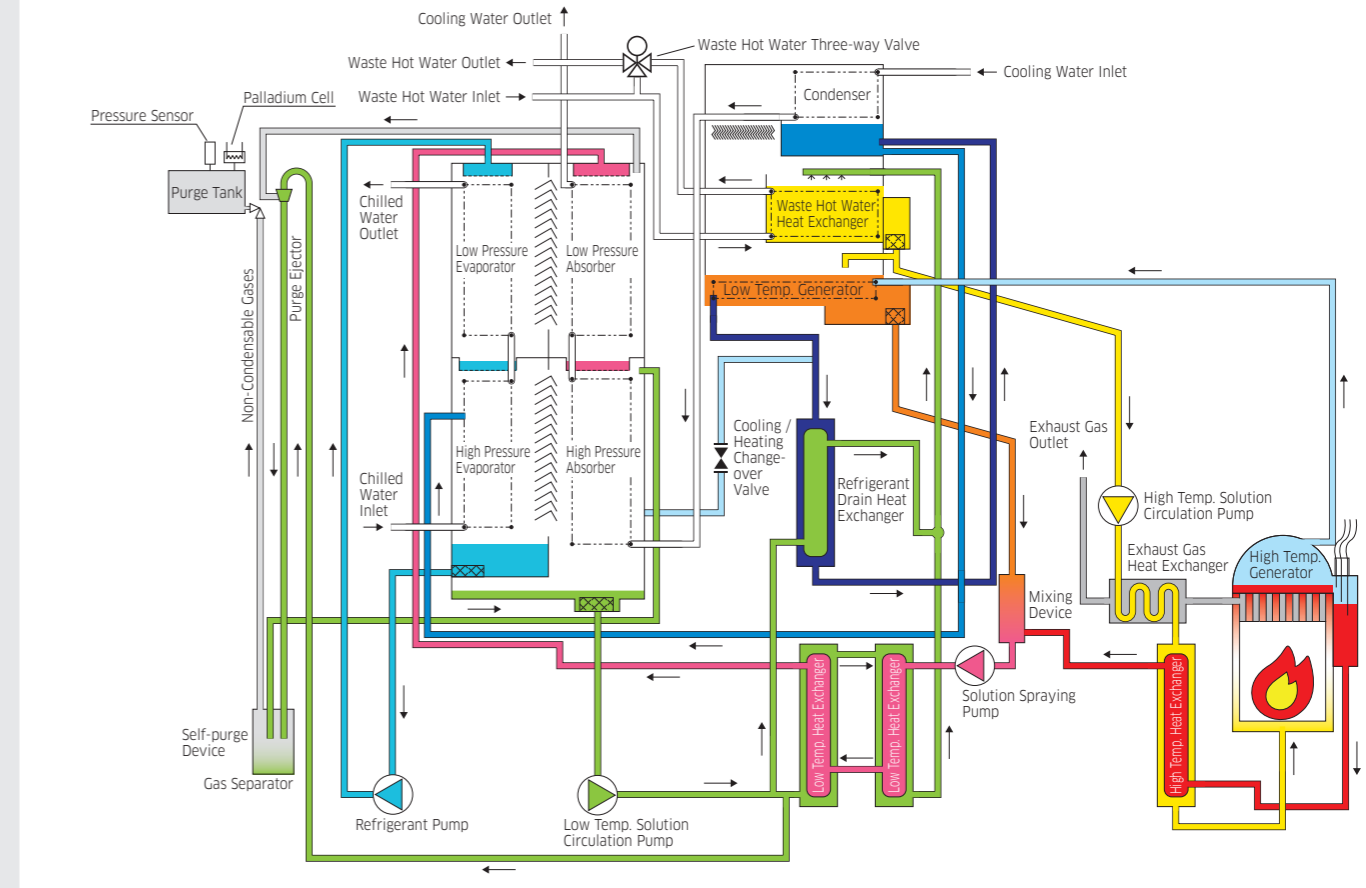 Cooling Water Outlet
Waste Hot Water Three-way Valve
Waste Hot Water Outlet
Cooling Water Inlet
Waste Hot Water Inlet
Condenser
Palladium Cell
Pressure Sensor
Purge Tank
Chilled
Water
Outlet
Waste Hot Water
Heat Exchanger
Low Pressure
Evaporator
Low Pressure
Absorber
Low Temp. Generator
Non-Condensable Gases
Purge Ejector
Cooling /
Heating
Change-
over
Valve
Exhaust Gas
Outlet
High Pressure
Evaporator
High Pressure
Absorber
Chilled
Water
Inlet
Refrigerant
Drain Heat
Exchanger
High Temp. Solution
Circulation Pump
Exhaust Gas
Heat Exchanger
High Temp.
Generator
Mixing
Device
Low Temp. Heat Exchanger
Low Temp. Heat Exchanger
High Temp. Heat Exchanger
Solution Spraying
Pump
Self-purge
Device
Gas Separator
Refrigerant Pump
Low Temp. Solution
Circulation Pump